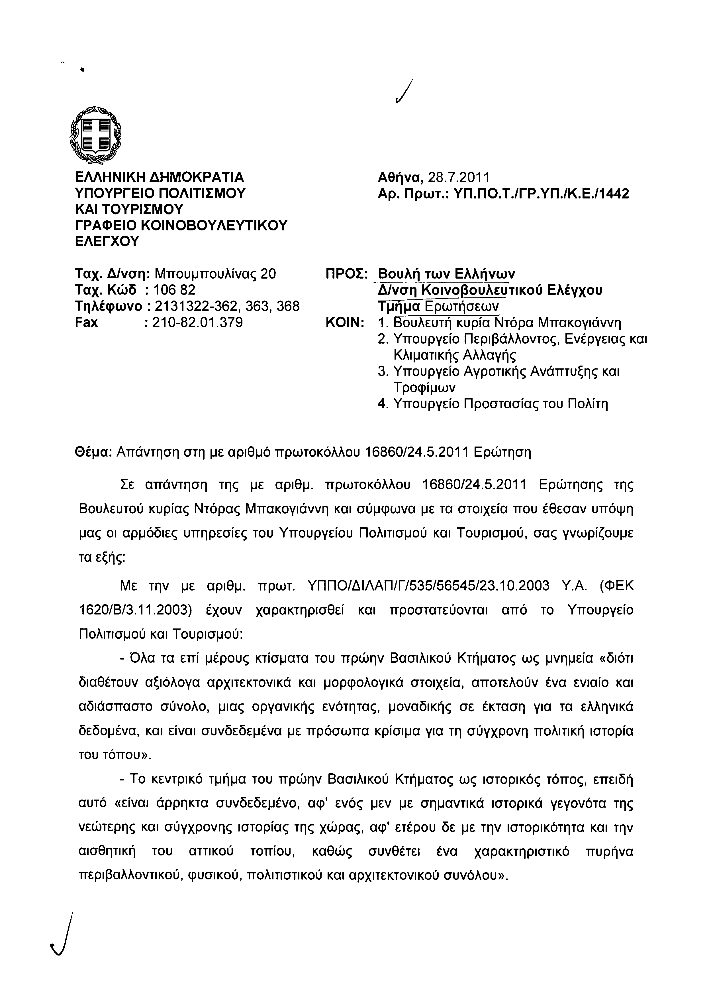 ΕΛΛΗΝΙΚΗ ΔΗΜΟΚΡΑΤΙΑ
ΥΠΟΥΡΓΕΙΟ ΠΟΛΙΤΙΣΜΟΥ
ΚΑΙ ΤΟΥΡΙΣΜΟΥ
ΓΡΑΦΕΙΟ ΚΟΙΝΟΒΟΥΛΕΥΤΙΚΟΥ
ΕΛΕΓΧΟΥ
Αθήνα, 28.7.2011
Αρ. Πρωτ.: ΥΠ.ΠΟ.Τ./ΓΡ.ΥΠ./Κ.Ε./1442
Ταχ. Δ/νση: Μπουμπουλίνας 20
Ταχ. Κώδ : 106 82
Τηλέφωνο : 2131322-362, 363, 368
Fax : 210-82.01.379
ΠΡΟΣ: Βουλή των Ελλήνων
Δ/νση Κοινοβουλευτικού Ελέγχου
Τμήμα Ερωτήσεων
ΚΟΙΝ: 1. Βουλευτή κυρία Ντόρα Μπακογιάννη
2. Υπουργείο Περιβάλλοντος, Ενέργειας και
Κλιματικής Αλλαγής
3. Υπουργείο Αγροτικής Ανάπτυξης και
Τροφίμων
4. Υπουργείο Προστασίας του Πολίτη
Θέμα: Απάντηση στη με αριθμό πρωτοκόλλου 16860/24.5.2011 Ερώτηση
Σε απάντηση της με αριθμ. πρωτοκόλλου 16860/24.5.2011 Ερώτησης της
Βουλευτού κυρίας Ντόρας Μπακογιάννη και σύμφωνα με τα στοιχεία που έθεσαν υπόψη
μας οι αρμόδιες υπηρεσίες του Υπουργείου Πολιτισμού και Τουρισμού, σας γνωρίζουμε
τα εξής:
Με την με αριθμ. πρωτ. ΥΠΠΟ/ΔΙΛΑΠ/Γ/535/56545/23.10.2003 Υ.Α. (ΦΕΚ
1620/Β/3.11.2003) έχουν χαρακτηρισθεί και προστατεύονται από το Υπουργείο
Πολιτισμού και Τουρισμού:
- Όλα τα επί μέρους κτίσματα του πρώην Βασιλικού Κτήματος ως μνημεία «διότι
διαθέτουν αξιόλογα αρχιτεκτονικά και μορφολογικά στοιχεία, αποτελούν ένα ενιαίο και
αδιάσπαστο σύνολο, μιας οργανικής ενότητας, μοναδικής σε έκταση για τα ελληνικά
δεδομένα, και είναι συνδεδεμένα με πρόσωπα κρίσιμα για τη σύγχρονη πολιτική ιστορία
του τόπου».
- Το κεντρικό τμήμα του πρώην Βασιλικού Κτήματος ως ιστορικός τόπος, επειδή
αυτό «είναι άρρηκτα συνδεδεμένο, αφ' ενός μεν με σημαντικά ιστορικά γεγονότα της
νεώτερης και σύγχρονης ιστορίας της χώρας, αφ' ετέρου δε με την ιστορικότητα και την
αισθητική του αττικού τοπίου, καθώς συνθέτει ένα χαρακτηριστικό πυρήνα
περιβαλλοντικού, φυσικού, πολιτιστικού και αρχιτεκτονικού συνόλου».